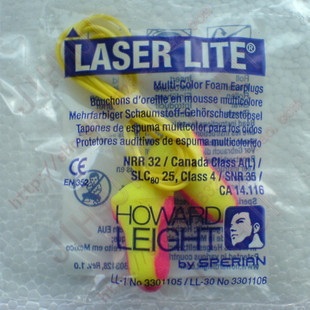 LASER LITE®
Multi-Color Foam Earplugs
Bouchons d'oreille en mousse multicolore
Mehrfarbiger Schaumstoff-Gehörschutzstöpsel
Tapones de espuma multicolor para los oídos
Protetores auditivos de espuma multicolorido
NRR 32 / Canada Class A(L) /
SLC80 25, Class 4 / SNR 35 /
CA 14.116
CE
EN352
HOWARD
LEIGHT
by SPERIAN
LL-1 No 3301105 / LL-30 No 3301106